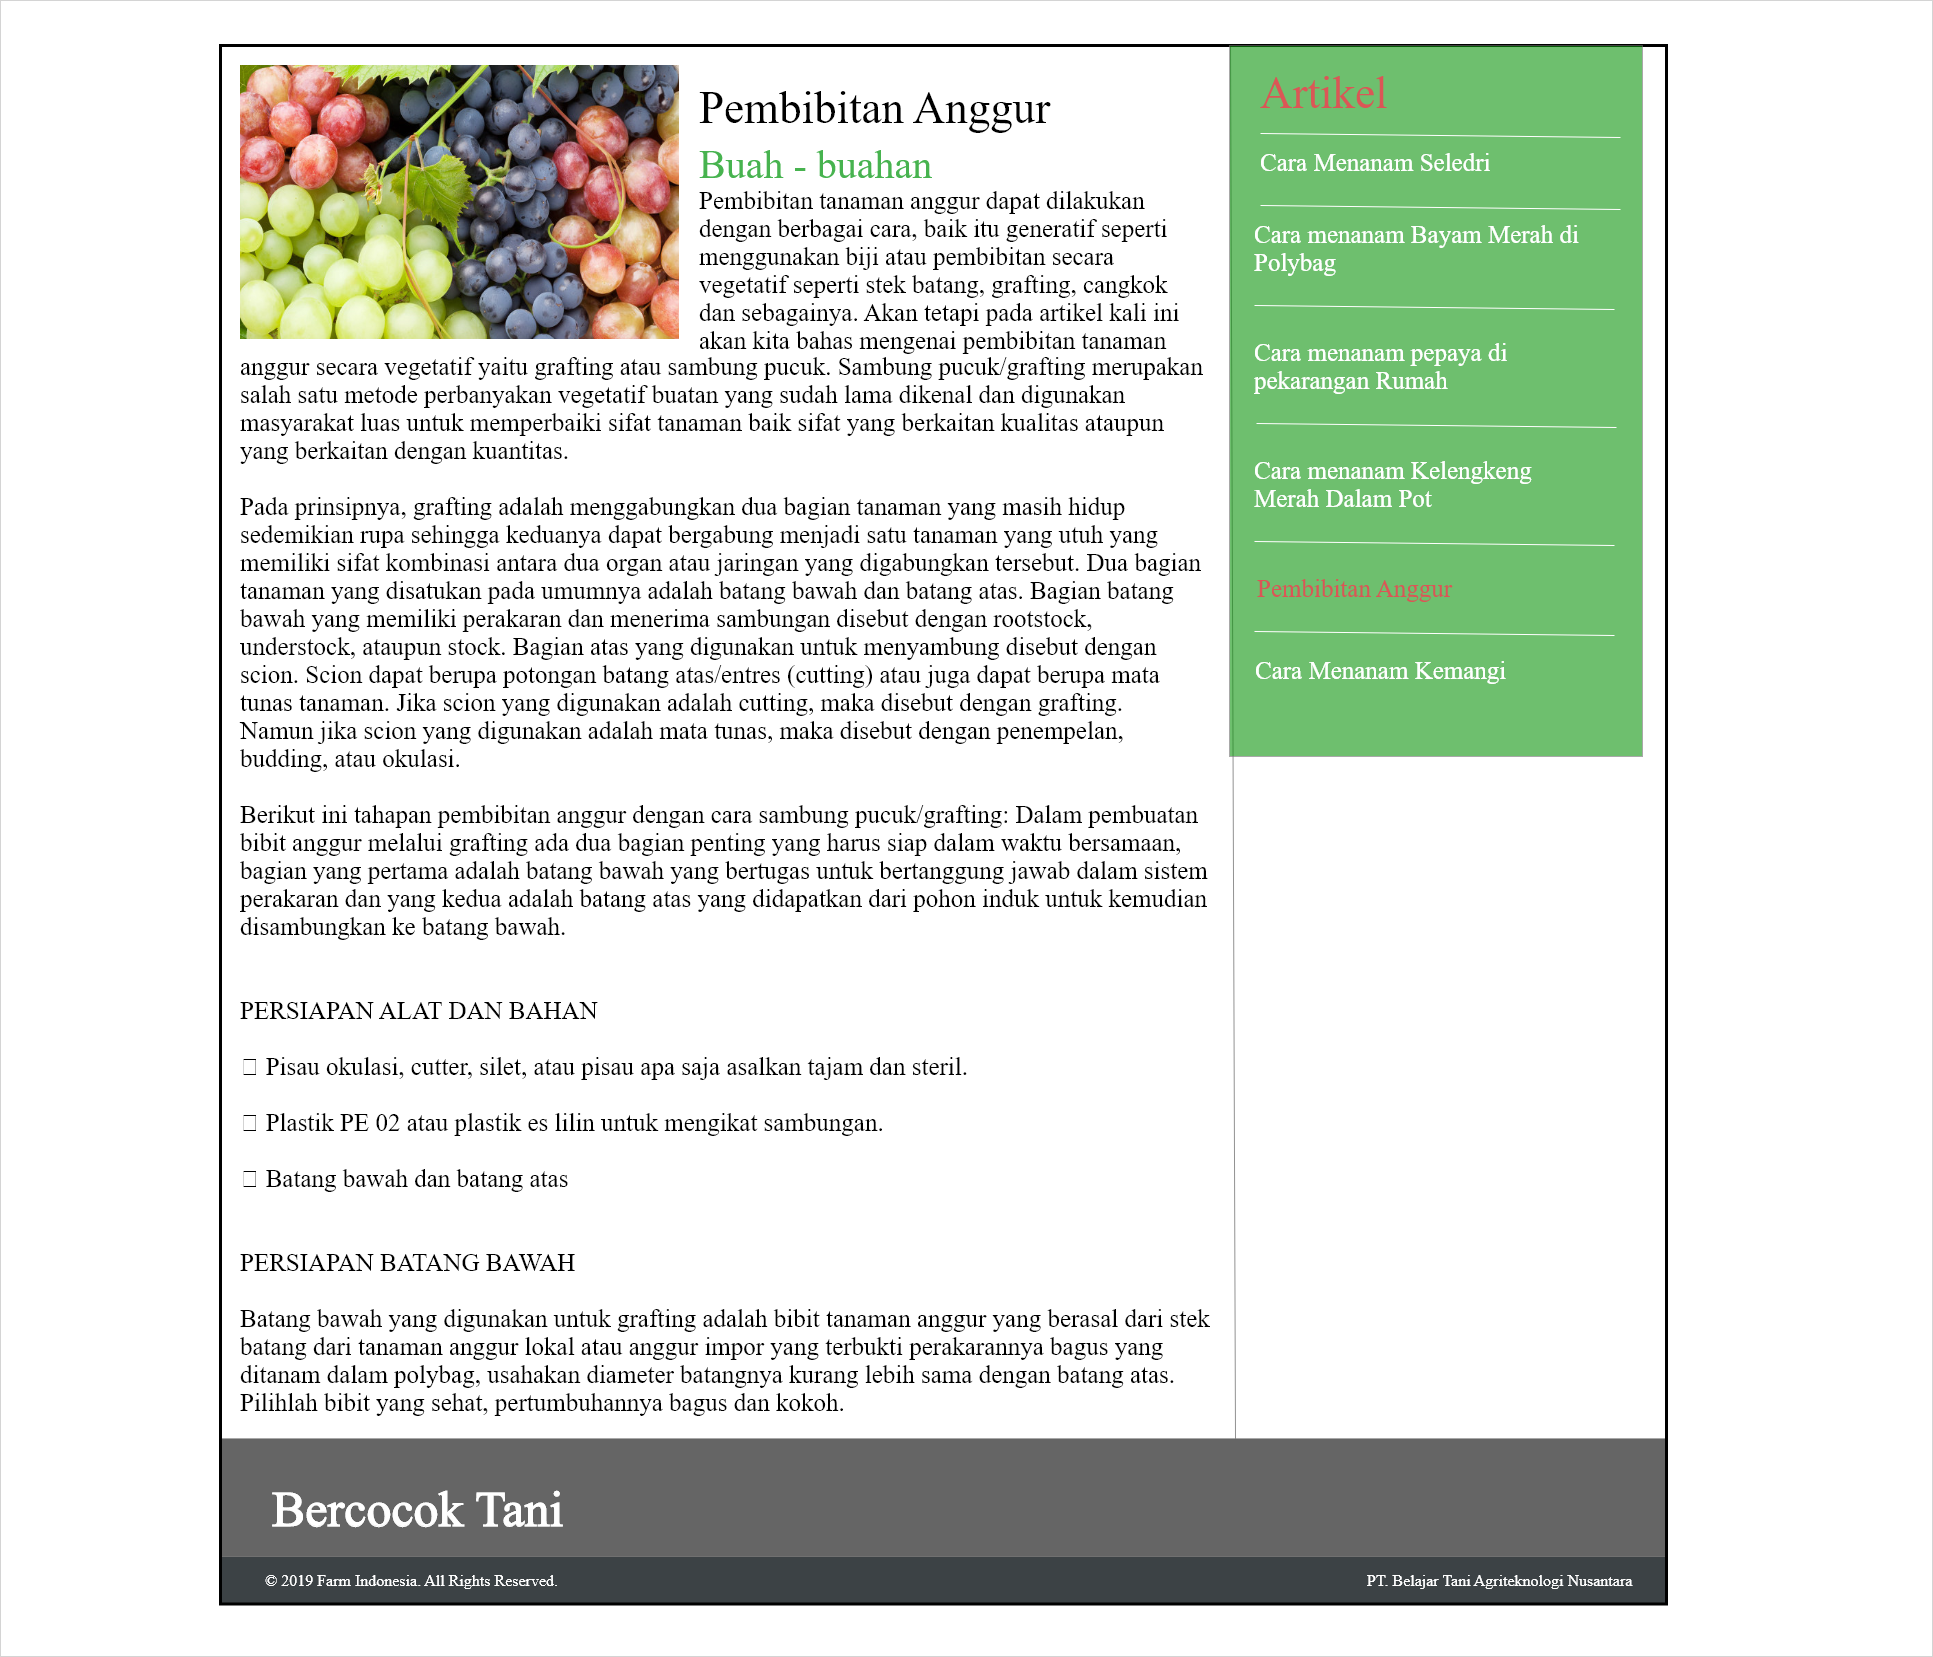 Pembibitan Anggur
Buah - buahan
Pembibitan tanaman anggur dapat dilakukan
dengan berbagai cara, baik itu generatif seperti
menggunakan biji atau pembibitan secara
vegetatif seperti stek batang, grafting, cangkok
dan sebagainya. Akan tetapi pada artikel kali ini
akan kita bahas mengenai pembibitan tanaman
anggur secara vegetatif yaitu grafting atau sambung pucuk. Sambung pucuk/grafting merupakan
salah satu metode perbanyakan vegetatif buatan yang sudah lama dikenal dan digunakan
masyarakat luas untuk memperbaiki sifat tanaman baik sifat yang berkaitan kualitas ataupun
yang berkaitan dengan kuantitas.
Pada prinsipnya, grafting adalah menggabungkan dua bagian tanaman yang masih hidup
sedemikian rupa sehingga keduanya dapat bergabung menjadi satu tanaman yang utuh yang
memiliki sifat kombinasi antara dua organ atau jaringan yang digabungkan tersebut. Dua bagian
tanaman yang disatukan pada umumnya adalah batang bawah dan batang atas. Bagian batang
bawah yang memiliki perakaran dan menerima sambungan disebut dengan rootstock,
understock, ataupun stock. Bagian atas yang digunakan untuk menyambung disebut dengan
scion. Scion dapat berupa potongan batang atas/entres (cutting) atau juga dapat berupa mata
tunas tanaman. Jika scion yang digunakan adalah cutting, maka disebut dengan grafting.
Namun jika scion yang digunakan adalah mata tunas, maka disebut dengan penempelan,
budding, atau okulasi.
Berikut ini tahapan pembibitan anggur dengan cara sambung pucuk/grafting: Dalam pembuatan
bibit anggur melalui grafting ada dua bagian penting yang harus siap dalam waktu bersamaan,
bagian yang pertama adalah batang bawah yang bertugas untuk bertanggung jawab dalam sistem
perakaran dan yang kedua adalah batang atas yang didapatkan dari pohon induk untuk kemudian
disambungkan ke batang bawah.
PERSIAPAN ALAT DAN BAHAN
Pisau okulasi, cutter, silet, atau pisau apa saja asalkan tajam dan steril.
Plastik PE 02 atau plastik es lilin untuk mengikat sambungan.
Batang bawah dan batang atas
PERSIAPAN BATANG BAWAH
Batang bawah yang digunakan untuk grafting adalah bibit tanaman anggur yang berasal dari stek
batang dari tanaman anggur lokal atau anggur impor yang terbukti perakarannya bagus yang
ditanam dalam polybag, usahakan diameter batangnya kurang lebih sama dengan batang atas.
Pilihlah bibit yang sehat, pertumbuhannya bagus dan kokoh.
Artikel
Cara Menanam Seledri
Cara menanam Bayam Merah di
Polybag
Cara menanam pepaya di
pekarangan Rumah
Cara menanam Kelengkeng
Merah Dalam Pot
Pembibitan Anggur
Cara Menanam Kemangi
Bercocok Tani
© 2019 Farm Indonesia. All Rights Reserved.
PT. Belajar Tani Agriteknologi Nusantara